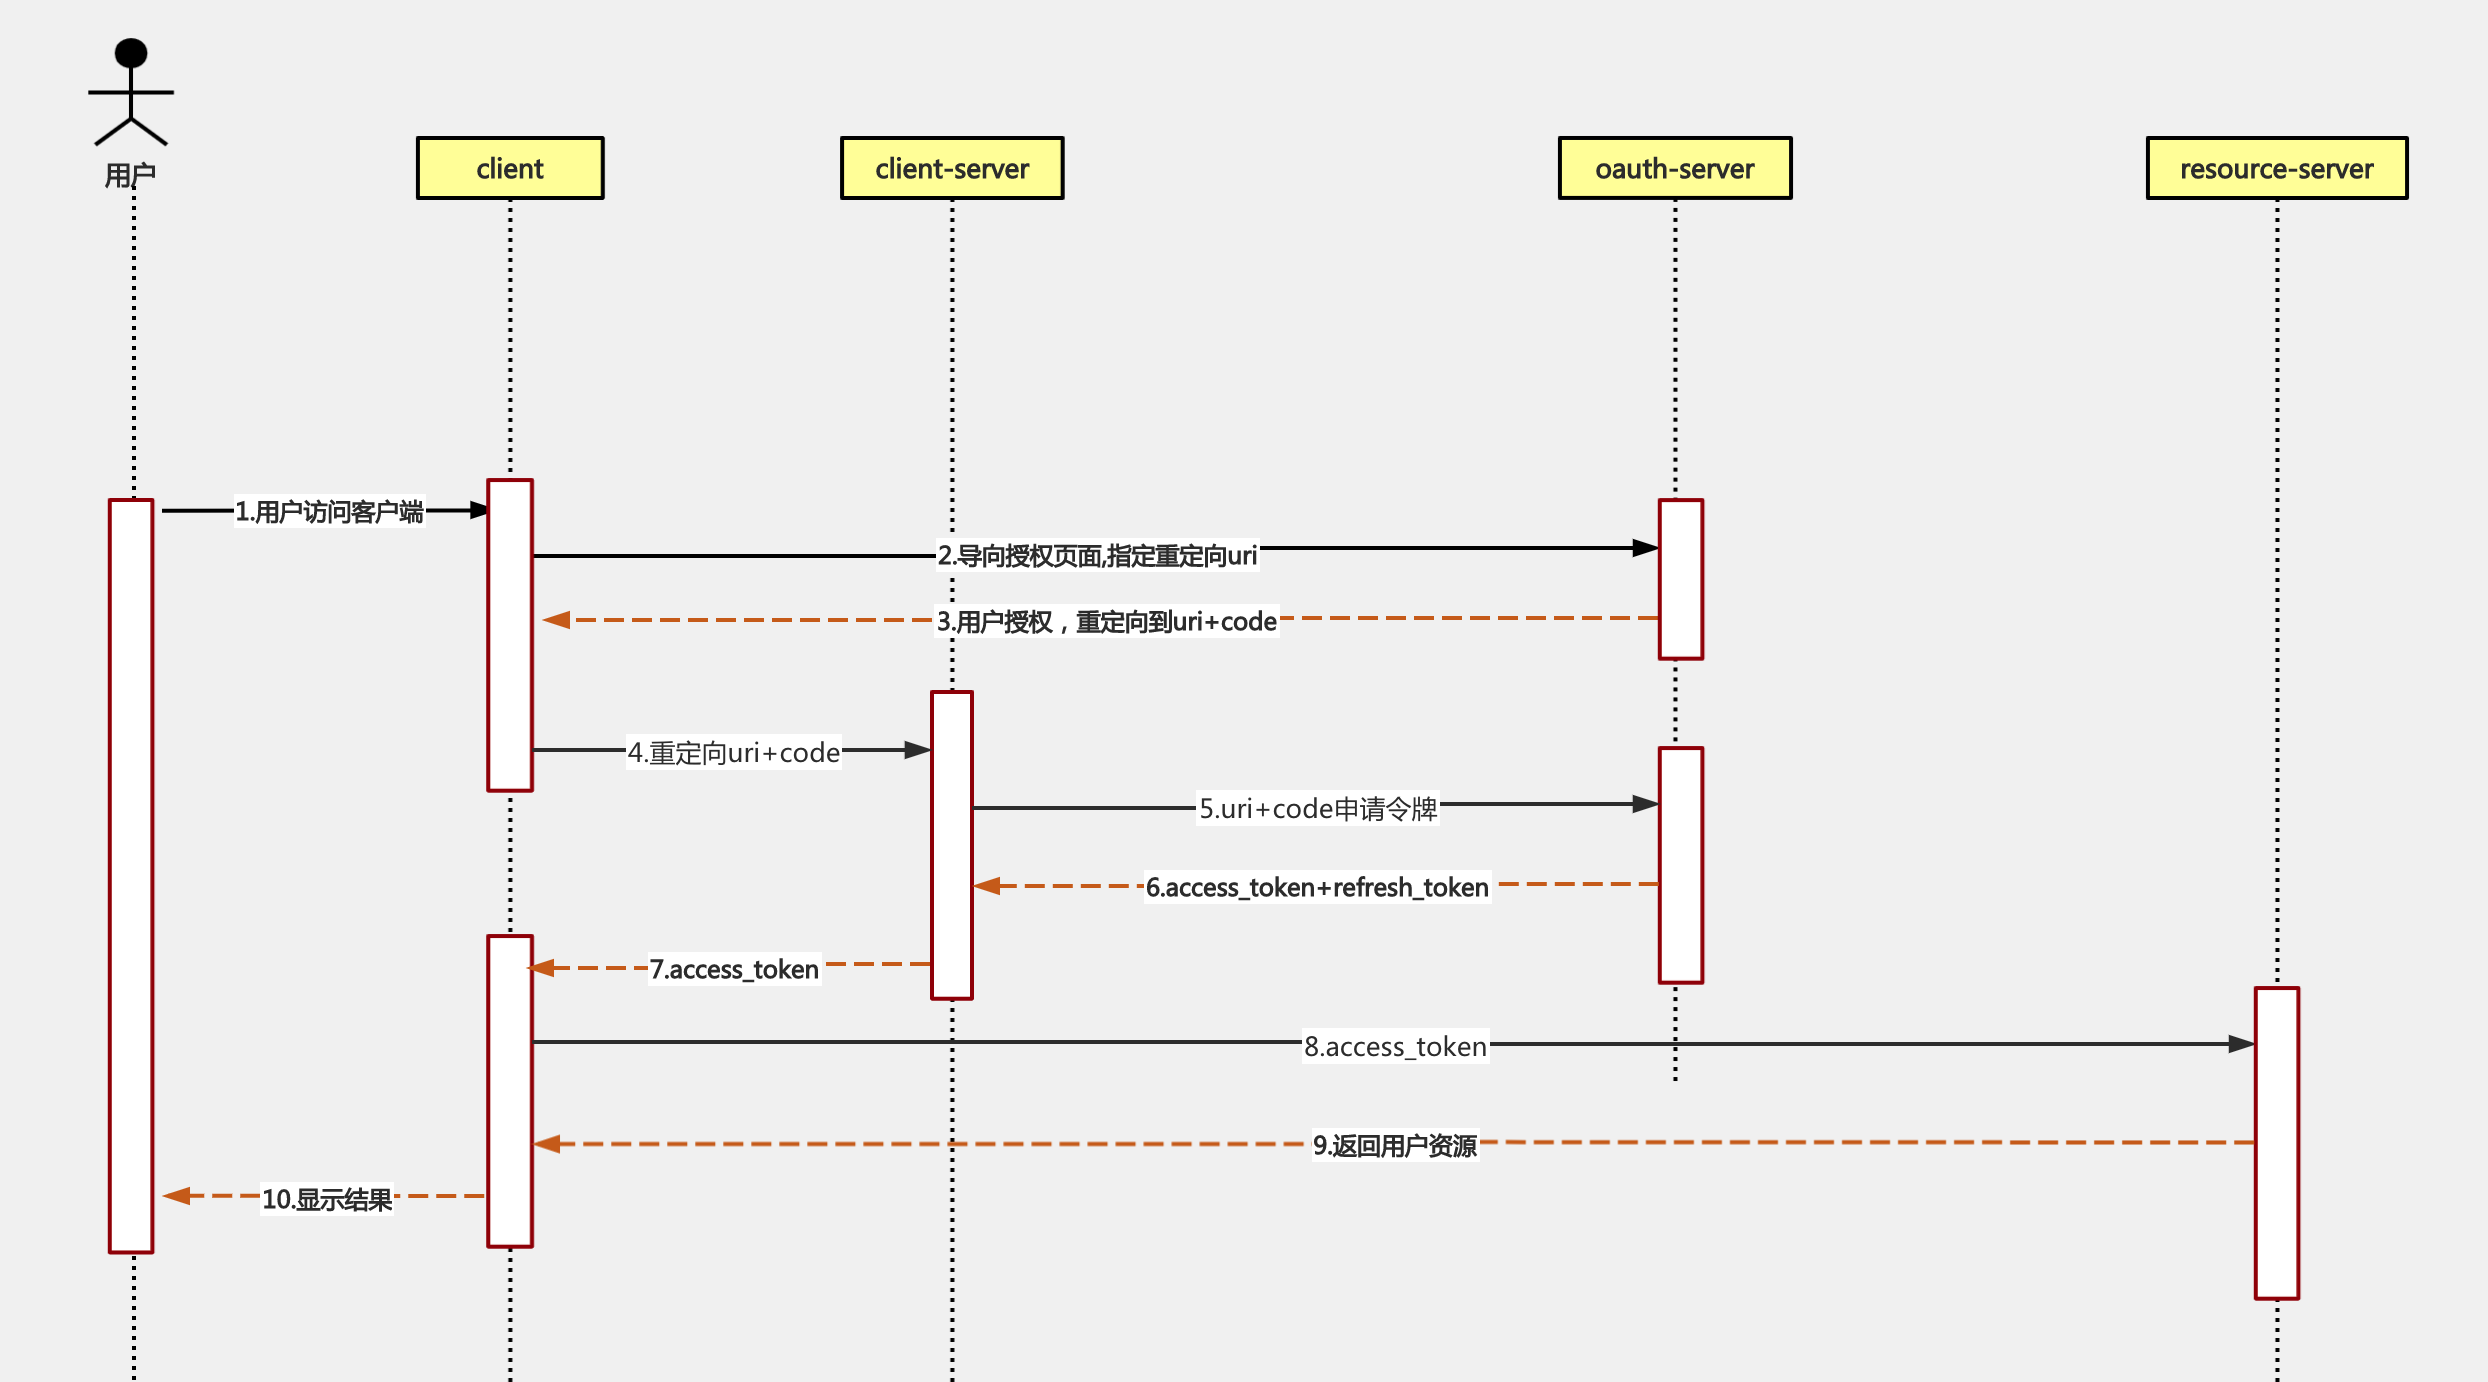 用户
client
client-server
oauth-server
resource-server
1.用户访问客户端
2.导向授权页面,指定重定向uri
3.用户授权，重定向到uri+code
4.重定向uri+code
5.uri+code申请令牌
6.access_token+refresh_token
7.access_token
8.access_token
9.返回用户资源
10.显示结果